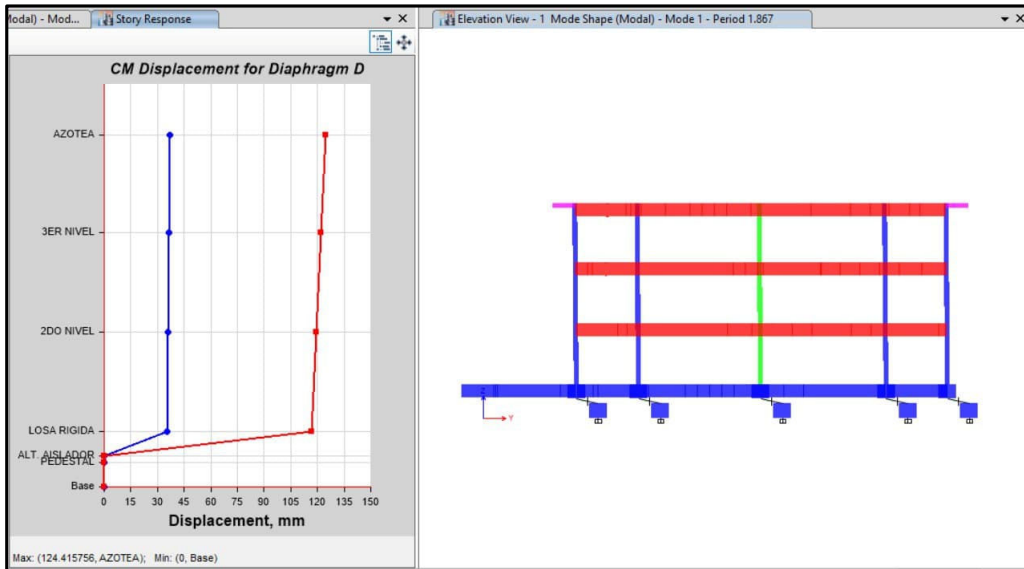 Modal) - Mod...
Story Response
CM Displacement for Diaphragm D
AZOTEA
3ER NIVEL
2DO NIVEL
LOSA RIGIDA
ALT. AISLADOR
PEDESTAL
Base
0 15 30 45 60 75 90 105 120 135 150
Displacement, mm
Max: (124.415756, AZOTEA); Min: (0, Base)
Elevation View - 1 Mode Shape (Modal) - Mode 1 - Period 1.867
Z
Y